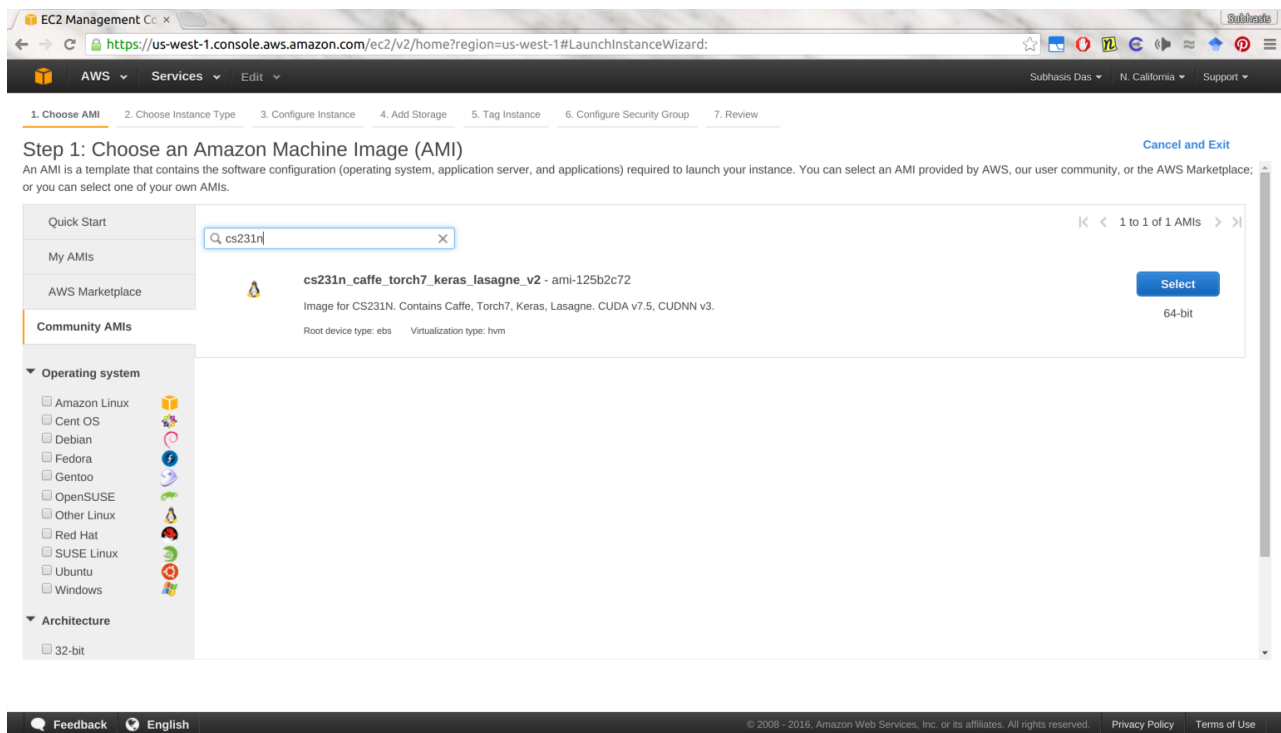 EC2 Management Co
Subhasis
https://us-west-1.console.aws.amazon.com/ec2/v2/home?region=us-west-1#LaunchInstanceWizard:
AWS Services Edit Subhasis Das N. California Support
1. Choose AMI 2. Choose Instance Type 3. Configure Instance 4. Add Storage 5. Tag Instance 6. Configure Security Group 7. Review
Step 1: Choose an Amazon Machine Image (AMI)
Cancel and Exit
An AMI is a template that contains the software configuration (operating system, application server, and applications) required to launch your instance. You can select an AMI provided by AWS, our user community, or the AWS Marketplace;
or you can select one of your own AMIs.
Quick Start
My AMIs
AWS Marketplace
Community AMIs
Operating system
Amazon Linux
Cent OS
Debian
Fedora
Gentoo
OpenSUSE
Other Linux
Red Hat
SUSE Linux
Ubuntu
Windows
Architecture
32-bit
cs231n
1 to 1 of 1 AMIs
cs231n_caffe_torch7_keras_lasagne_v2 - ami-125b2c72
Image for CS231N. Contains Caffe, Torch7, Keras, Lasagne. CUDA v7.5, CUDNN v3.
Root device type: ebs Virtualization type: hvm
Select
64-bit
Feedback English
© 2008 - 2016, Amazon Web Services, Inc. or its affiliates. All rights reserved. Privacy Policy Terms of Use